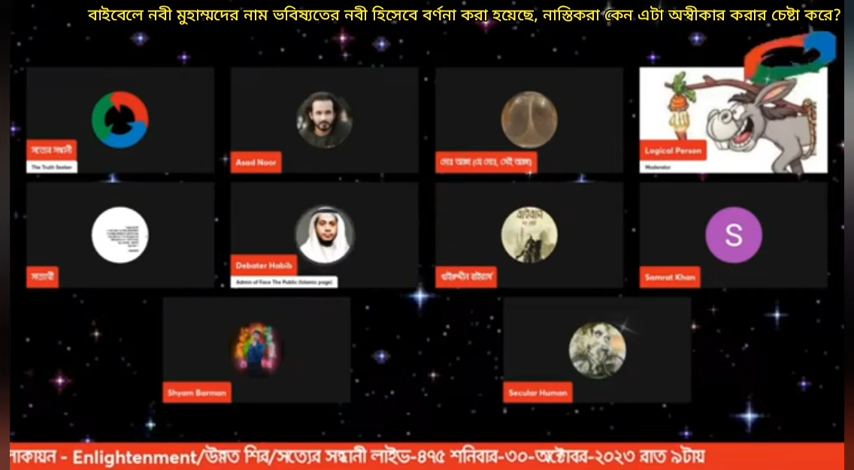 বাইবেলে নবী মুহাম্মদের নাম ভবিষ্যতের নবী হিসেবে বর্ণনা করা হয়েছে, নাস্তিকরা কেন এটা অস্বীকার করার চেষ্টা করে?
সত্যের সন্ধানী
The Truth Seeker
Asad Noor
Logical Person
Moderator
সত্যান্বেষী
Debater Habib
Admin of Face The Public (Islamic page)
Samrat Khan
S
Shyam Barman
Secular Human
লোকায়ন - Enlightenment/উন্নত শির/সত্যের সন্ধানী লাইভ-৪৭৫ শনিবার-৩০-অক্টোবর-২০২৩ রাত ৯টায়